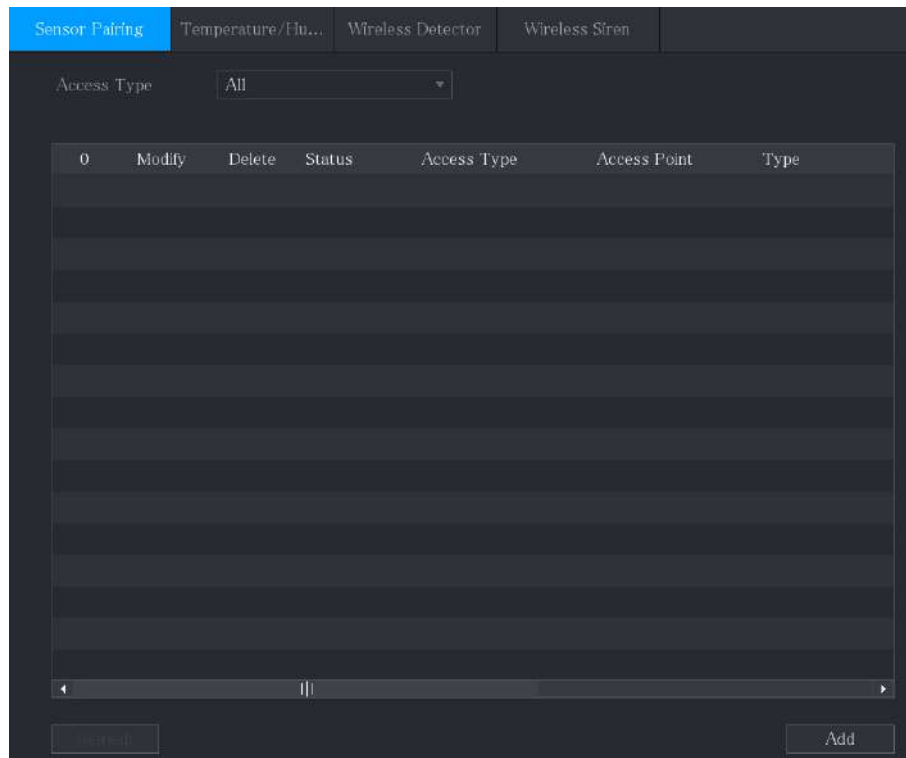 Sensor Pairing Temperature/Hu... Wireless Detector Wireless Siren
Access Type All
0 Modify Delete Status Access Type Access Point Type
Add